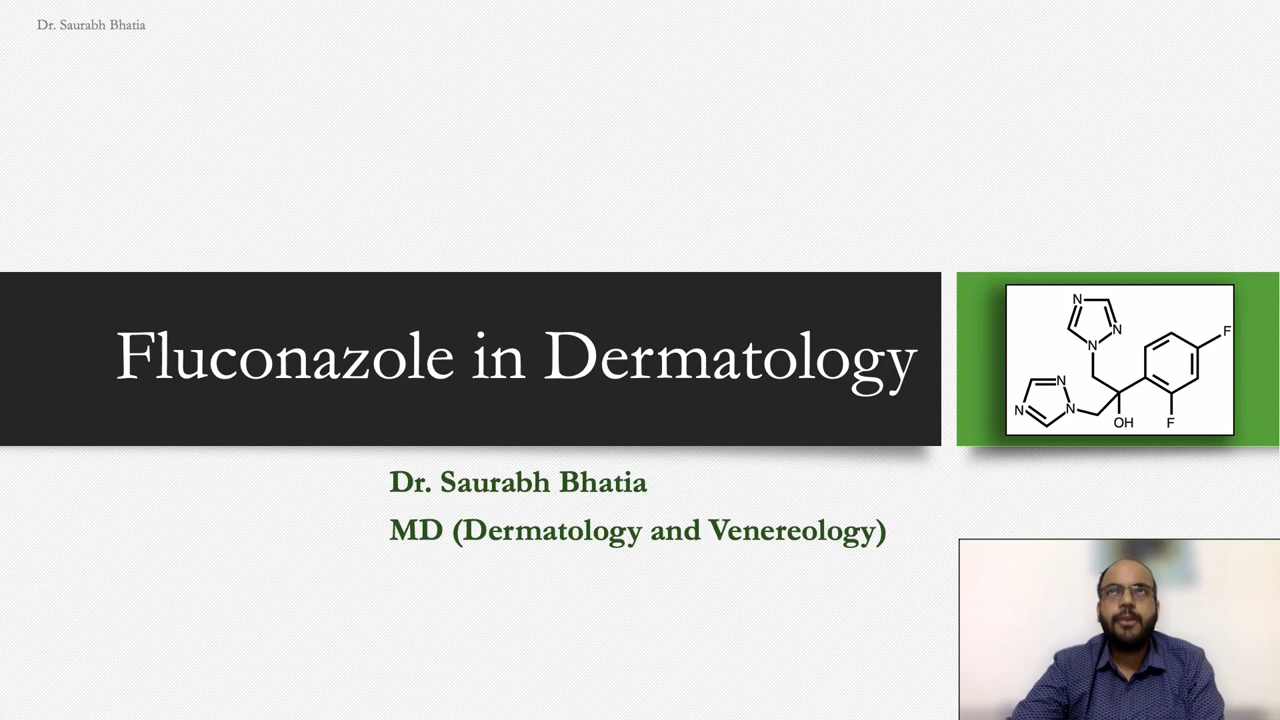 Dr. Saurabh Bhatia
Fluconazole in Dermatology
N
N
N
F
N
N
N
OH
F
Dr. Saurabh Bhatia
MD (Dermatology and Venereology)